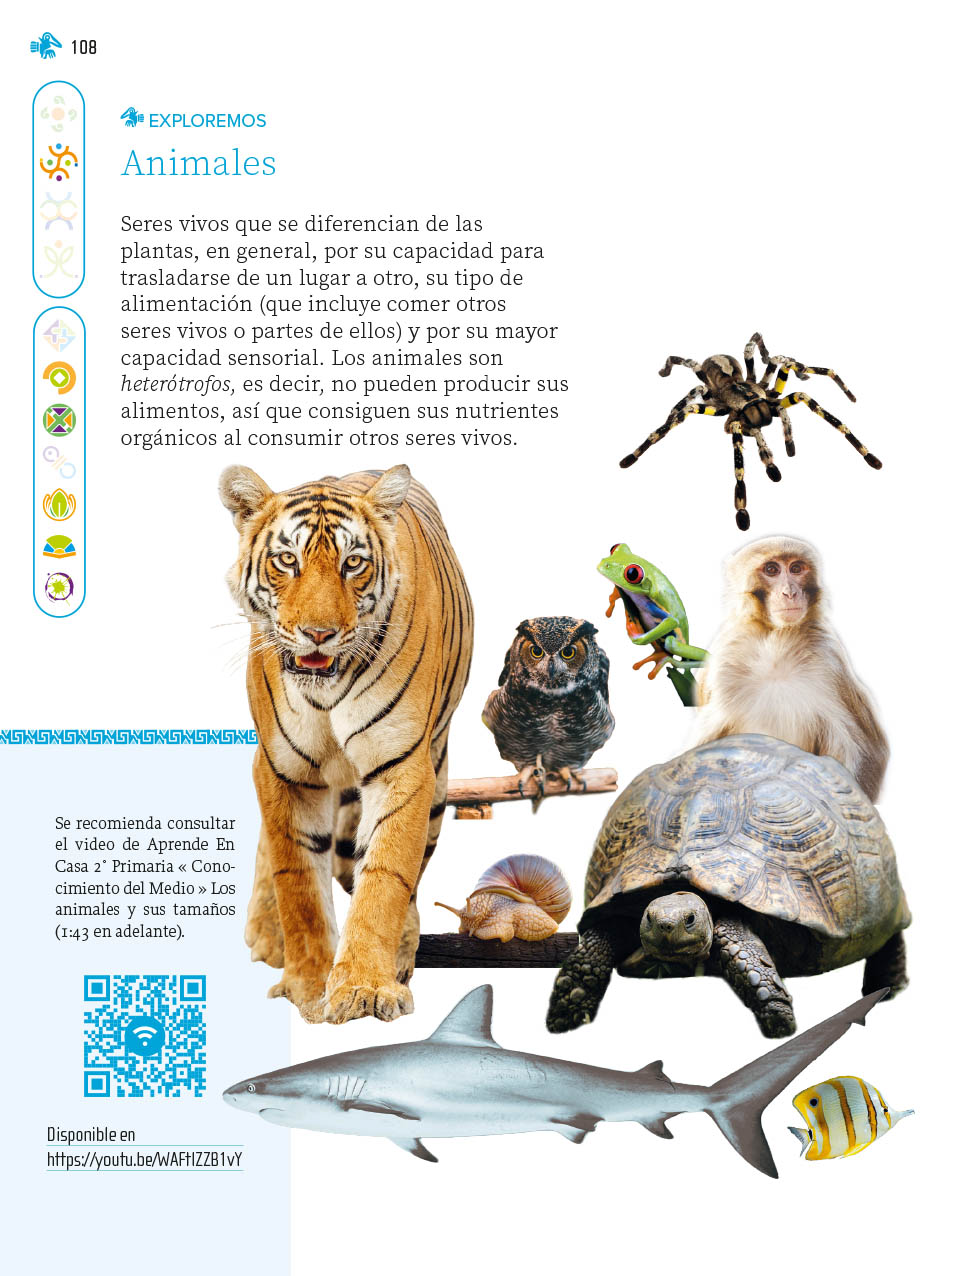 108
EXPLOREMOS
Animales
Seres vivos que se diferencian de las
plantas, en general, por su capacidad para
trasladarse de un lugar a otro, su tipo de
alimentación (que incluye comer otros
seres vivos o partes de ellos) y por su mayor
capacidad sensorial. Los animales son
heterótrofos, es decir, no pueden producir sus
alimentos, así que consiguen sus nutrientes
orgánicos al consumir otros seres vivos.
Se recomienda consultar
el video de Aprende En
Casa 2° Primaria « Cono-
cimiento del Medio » Los
animales y sus tamaños
(1:43 en adelante).
Disponible en
https://youtu.be/WAFtIZZB1vY